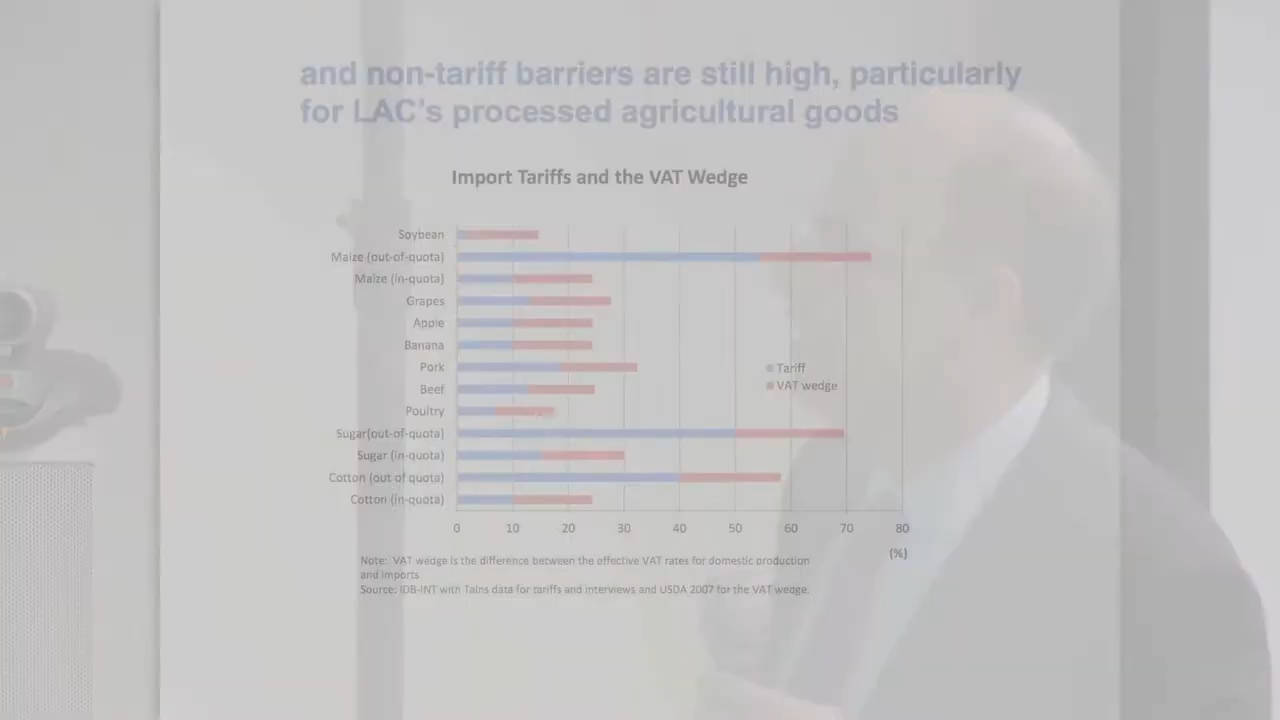 and non-tariff barriers are still high, particularly
for LAC's processed agricultural goods
Import Tariffs and the VAT Wedge
Soybean
Maize (out-of-quota)
Maize (in-quota)
Grapes
Apple
Banana
Pork
Beef
Poultry
Sugar(out-of-quota)
Sugar (in-quota)
Cotton (out of quota)
Cotton (in-quota)
Tariff
VAT wedge
0 10 20 30 40 50 60 70 80
(%)
Note: VAT wedge is the difference between the effective VAT rates for domestic production
and imports
Source: IDB-INT with Tains data for tariffs and interviews and USDA 2007 for the VAT wedge.